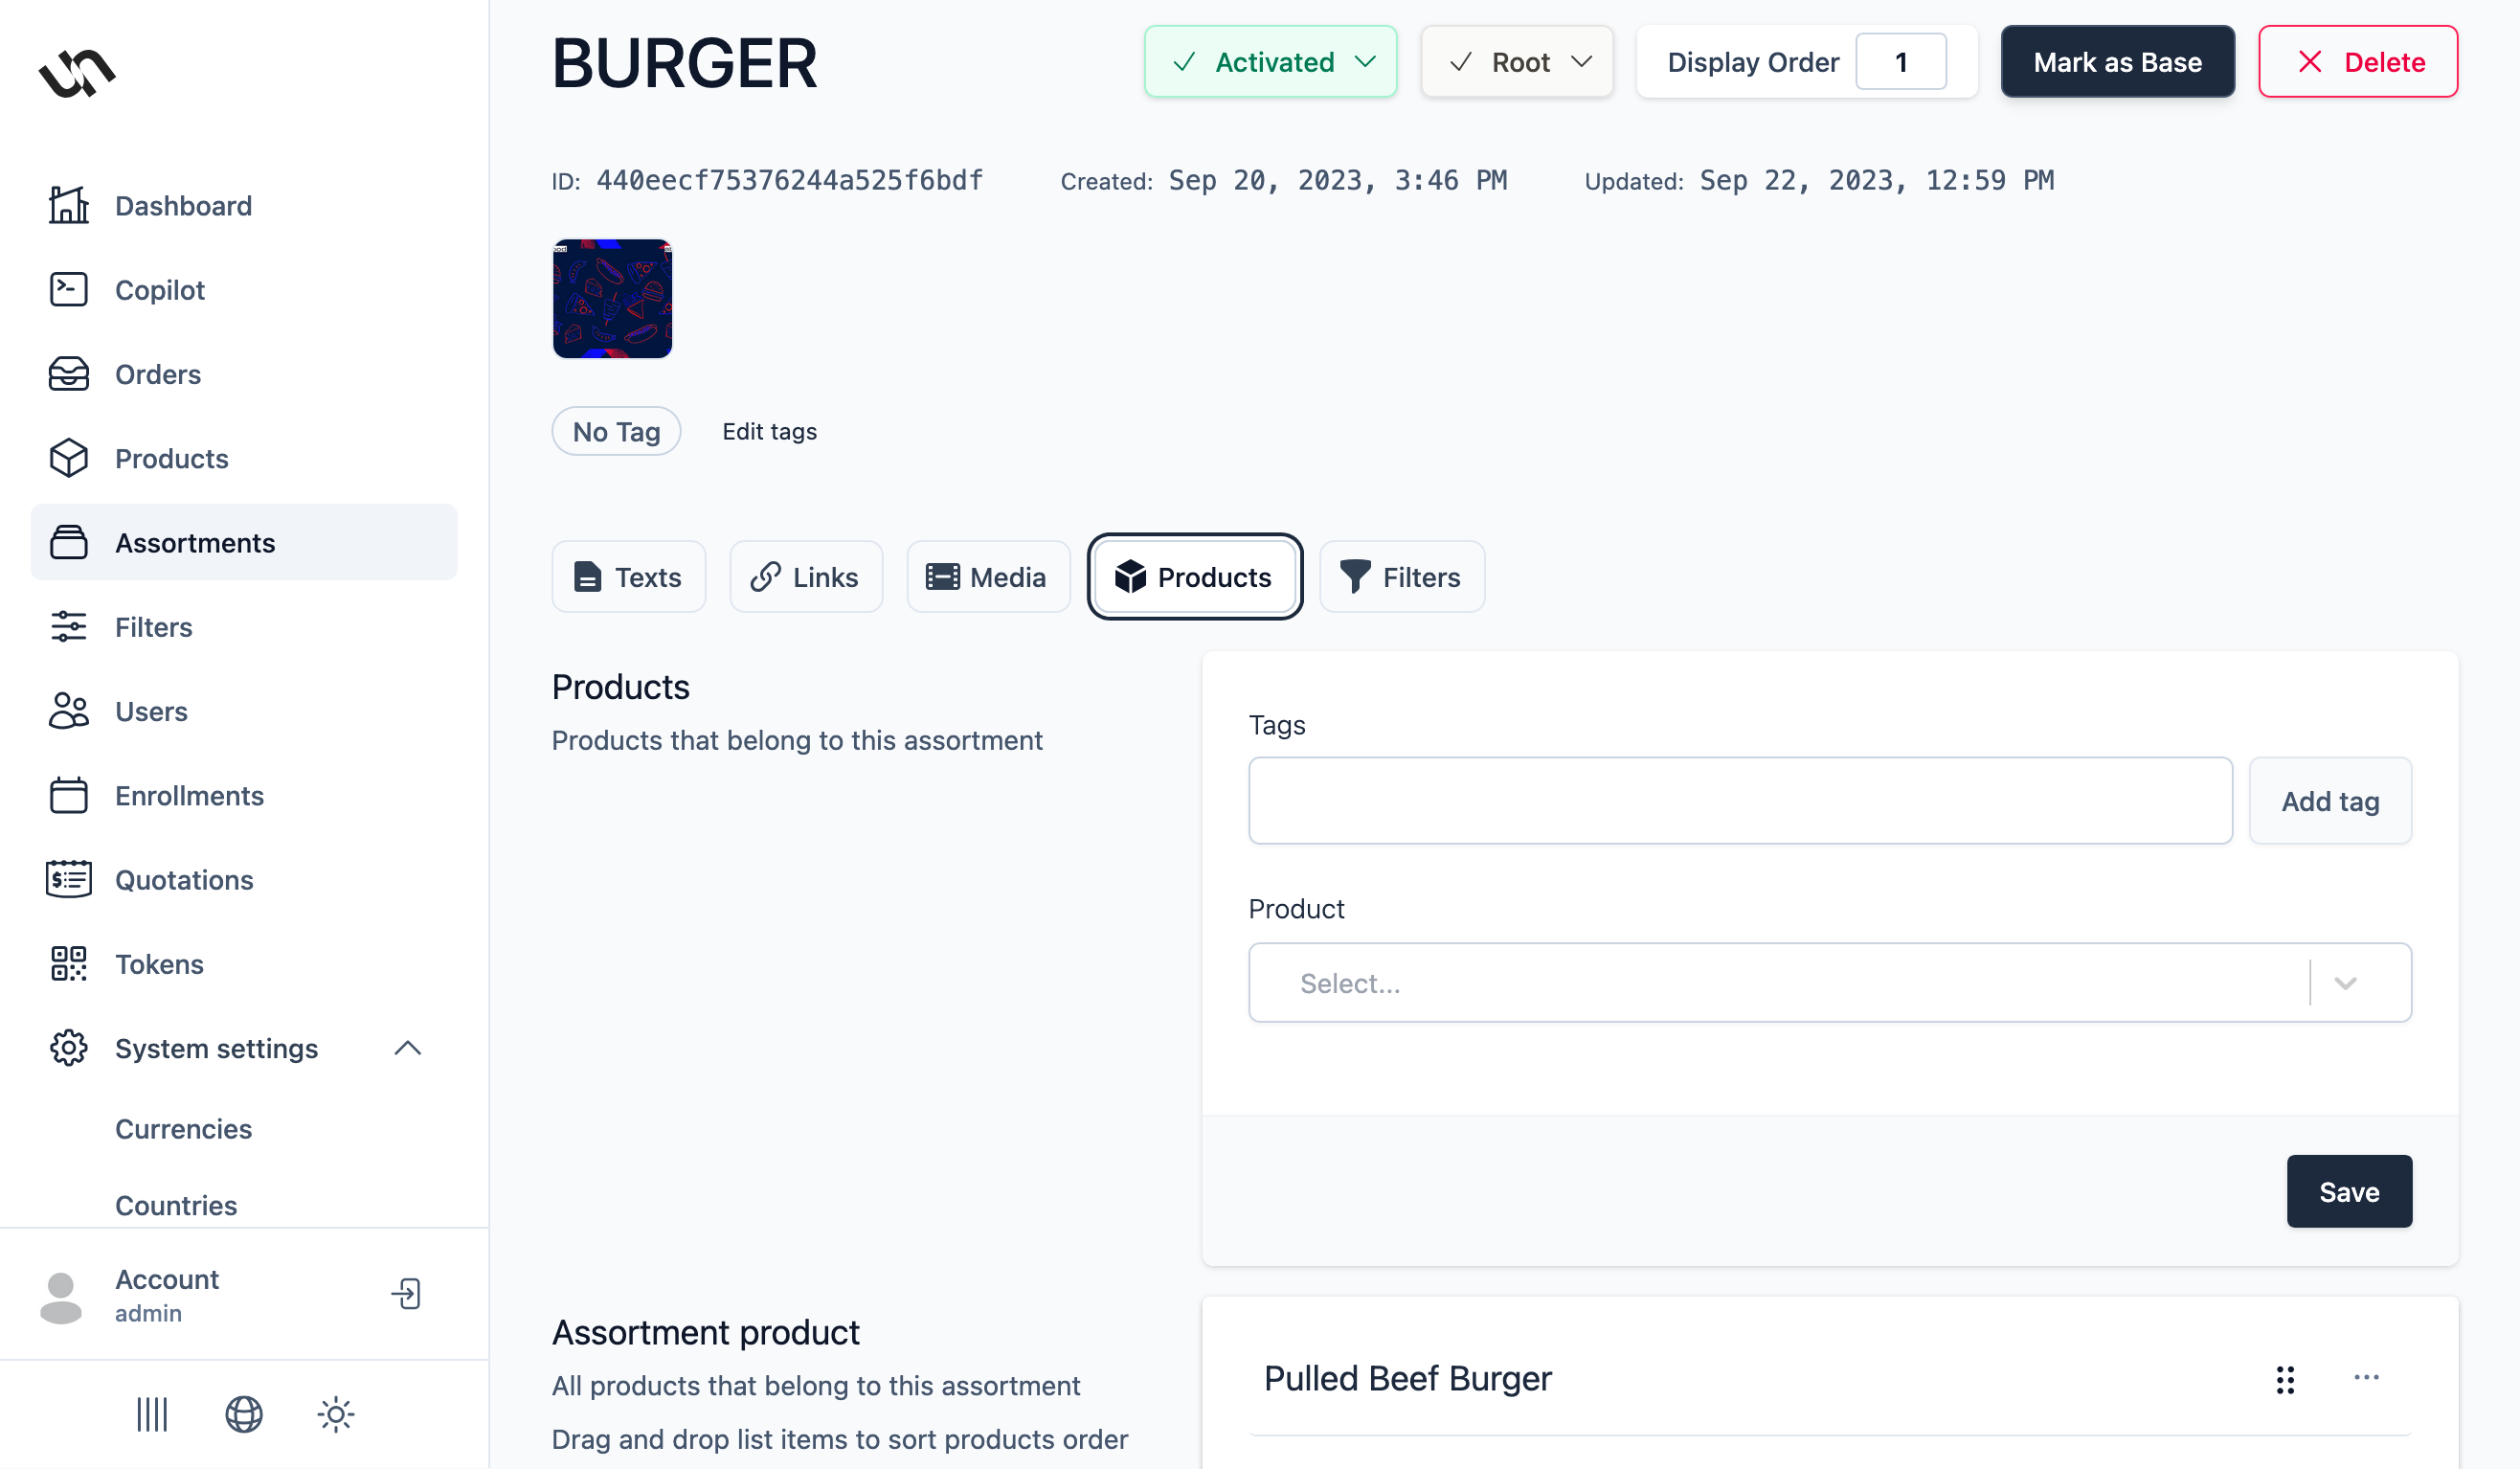 BURGER
Activated
Root
Display Order 1
Mark as Base
Delete
ID: 440eecf75376244a525f6bdf
Created: Sep 20, 2023, 3:46 PM
Updated: Sep 22, 2023, 12:59 PM
No Tag
Edit tags
Dashboard
Copilot
Orders
Products
Assortments
Filters
Users
Enrollments
Quotations
Tokens
System settings
Currencies
Countries
Account
admin
Texts
Links
Media
Products
Filters
Products
Products that belong to this assortment
Tags
Add tag
Product
Select...
Save
Assortment product
All products that belong to this assortment
Drag and drop list items to sort products order
Pulled Beef Burger